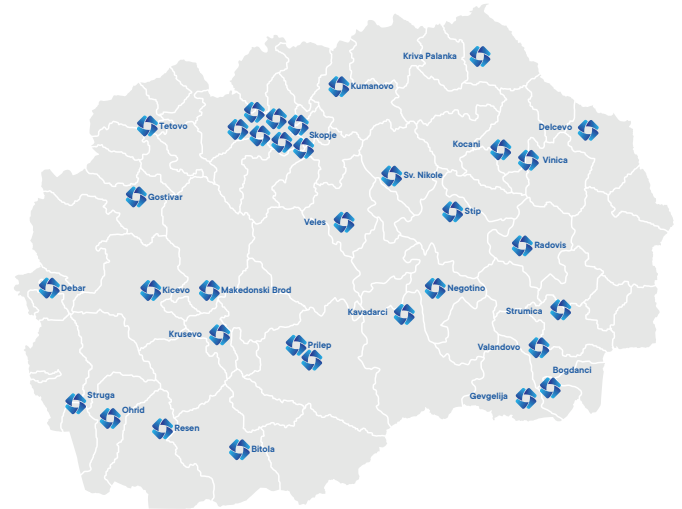 Kriva Palanka
Kumanovo
Tetovo
Skopje
Delcevo
Kocani
Vinica
Sv. Nikole
Gostivar
Stip
Veles
Radovis
Debar
Kicevo
Makedonski Brod
Negotino
Kavadarci
Strumica
Krusevo
Prilep
Valandovo
Bogdanci
Struga
Gevgelija
Ohrid
Resen
Bitola